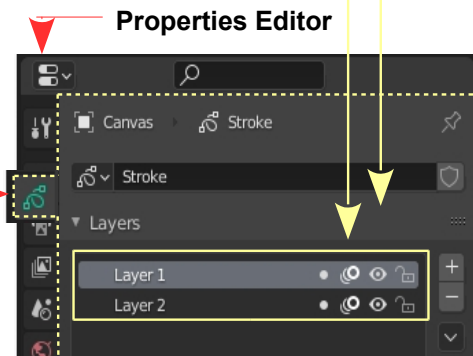 Properties Editor
Canvas Stroke
Stroke
Layers
Layer 1
Layer 2